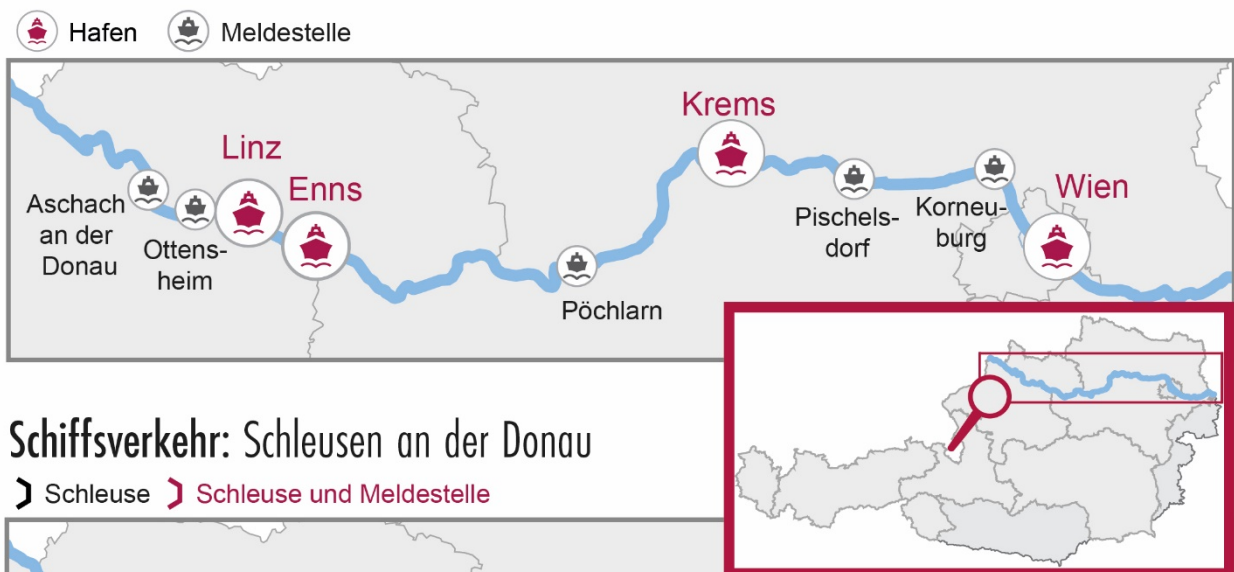 Hafen
Meldestelle
Krems
Linz
Enns
Wien
Aschach
an der
Donau
Ottens-
heim
Pischels-
dorf
Korneu-
burg
Pöchlarn
Schiffsverkehr: Schleusen an der Donau
Schleuse
Schleuse und Meldestelle